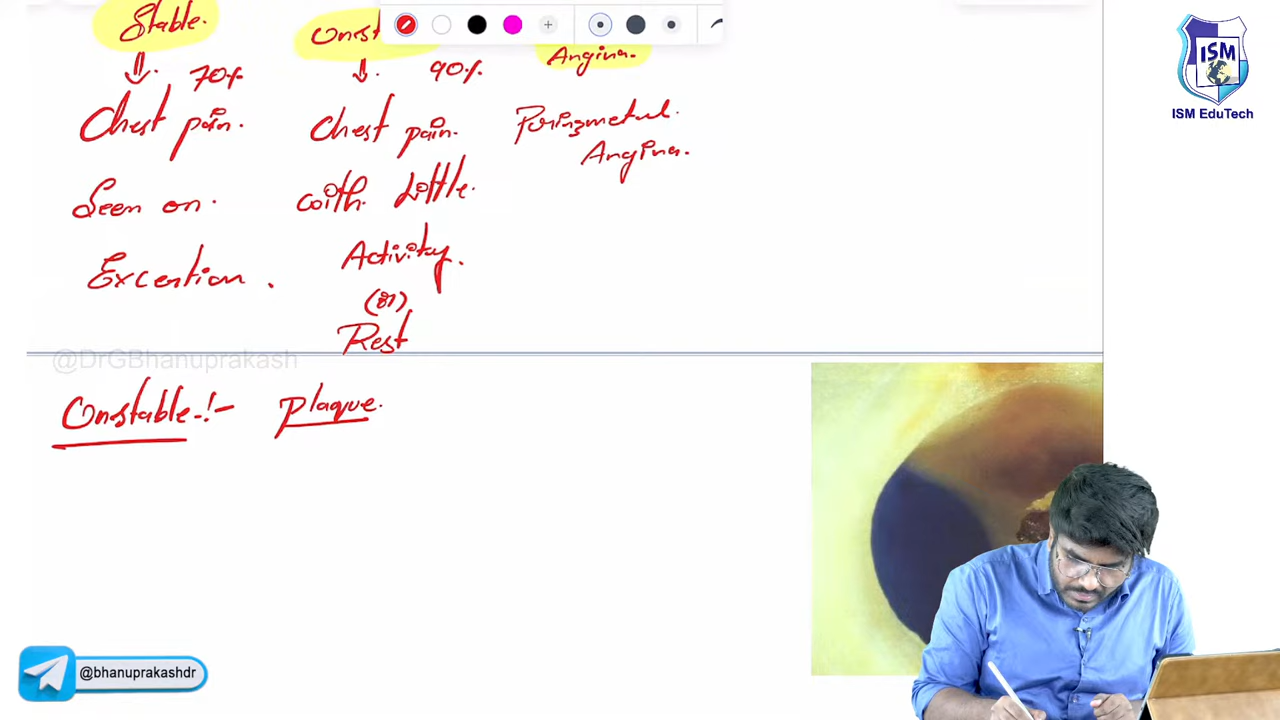 Stable.
Unst
Angina.
70%
90%
Chest pain.
Chest pain.
Prinzmetal.
Angina.
Seen on.
with Little.
Excertion.
Activity.
(or)
Rest
@DrGBhanuprakash
Unstable :- plaque.
ISM
ISM EduTech
@bhanuprakashdr